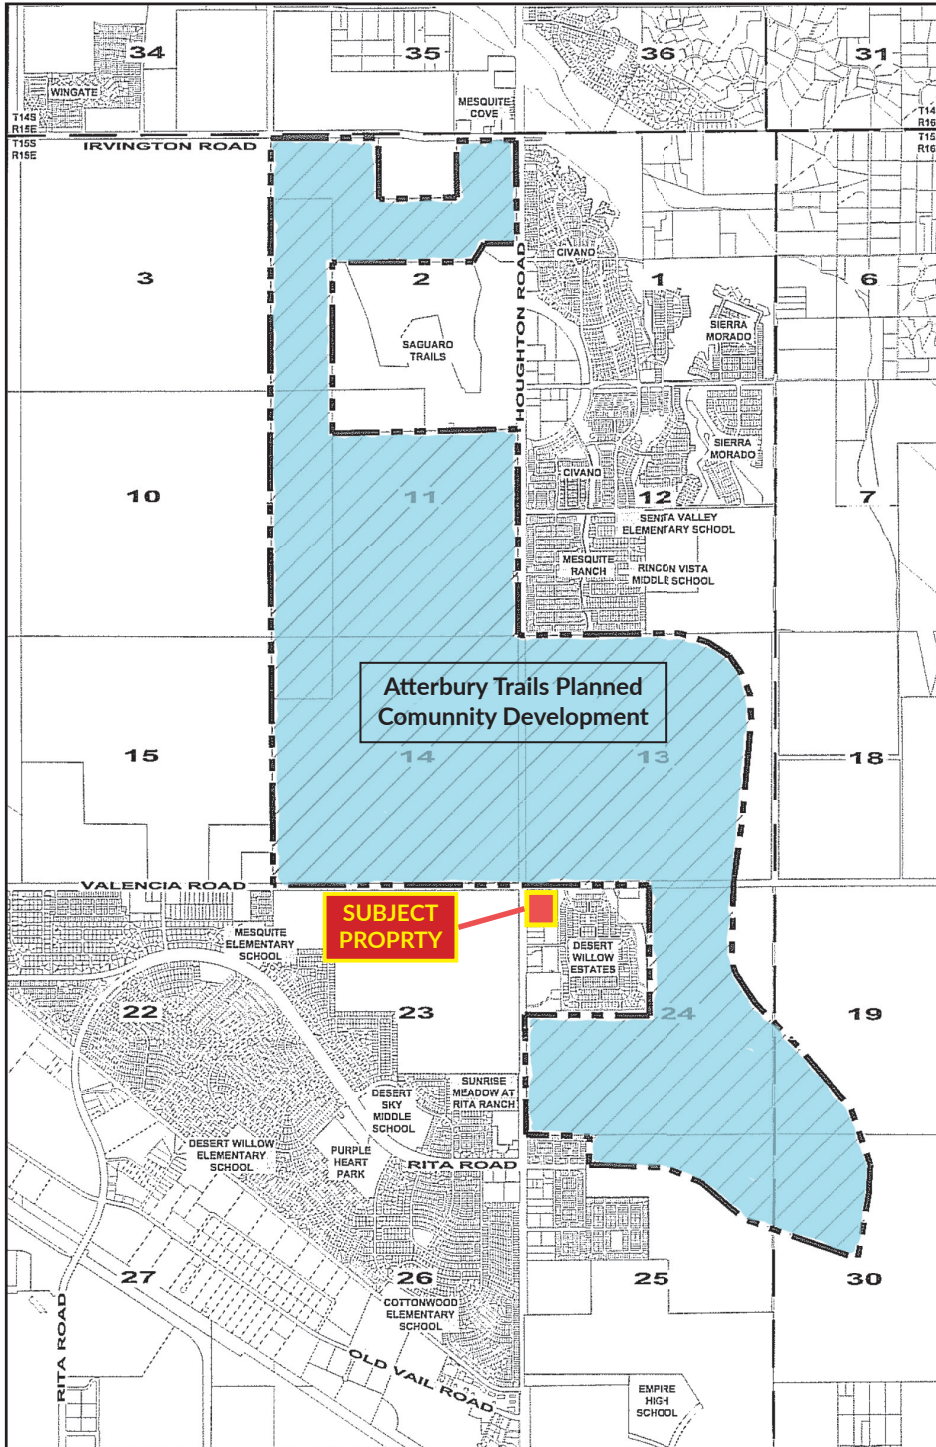 34
35
36
31
WINGATE
MESQUITE
COVE
T14S
R15E
T14
R16
IRVINGTON ROAD
T15S
R15E
T15
R16
3
2
CIVANO
1
6
HOUGHTON ROAD
SAGUARO
TRAILS
SIERRA
MORADO
SIERRA
MORADO
10
11
CIVANO
12
7
SENITA VALLEY
ELEMENTARY SCHOOL
MESQUITE
RANCH
RINCON VISTA
MIDDLE SCHOOL
Atterbury Trails Planned
Comunnity Development
15
14
13
18
VALENCIA ROAD
SUBJECT
PROPRTY
MESQUITE
ELEMENTARY
SCHOOL
DESERT
WILLOW
ESTATES
22
23
24
19
SUNRISE
MEADOW AT
RITA RANCH
DESERT
SKY
MIDDLE
SCHOOL
DESERT WILLOW
ELEMENTARY
SCHOOL
PURPLE
HEART
PARK
RITA ROAD
27
26
25
30
COTTONWOOD
ELEMENTARY
SCHOOL
RITA ROAD
OLD VAIL ROAD
EMPIRE
HIGH
SCHOOL